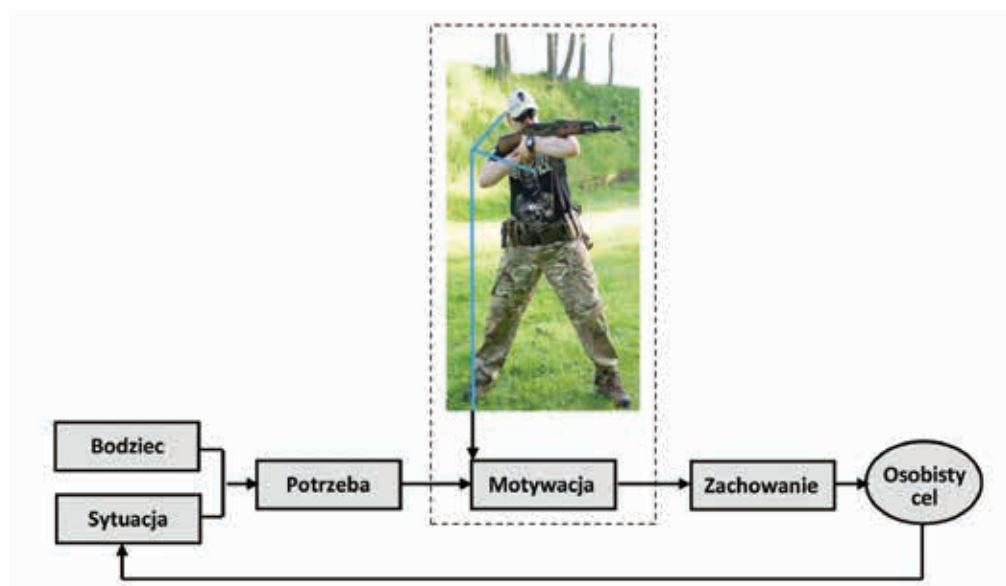 Bodziec
Sytuacja
Potrzeba
Motywacja
Zachowanie
Osobisty
cel